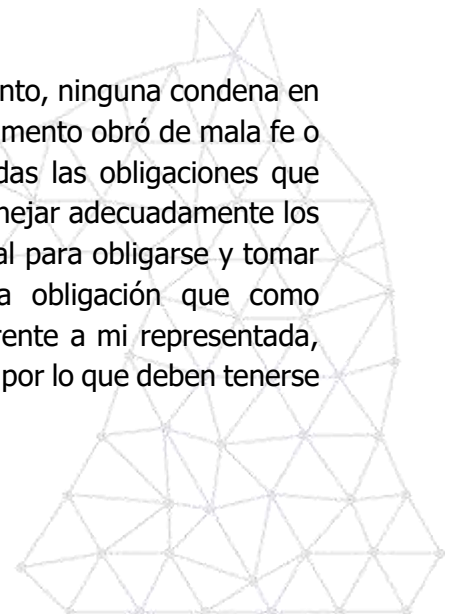 nto, ninguna condena en
mento obró de mala fe o
das las obligaciones que
nejar adecuadamente los
al para obligarse y tomar
a obligación que como
rente a mi representada,
por lo que deben tenerse